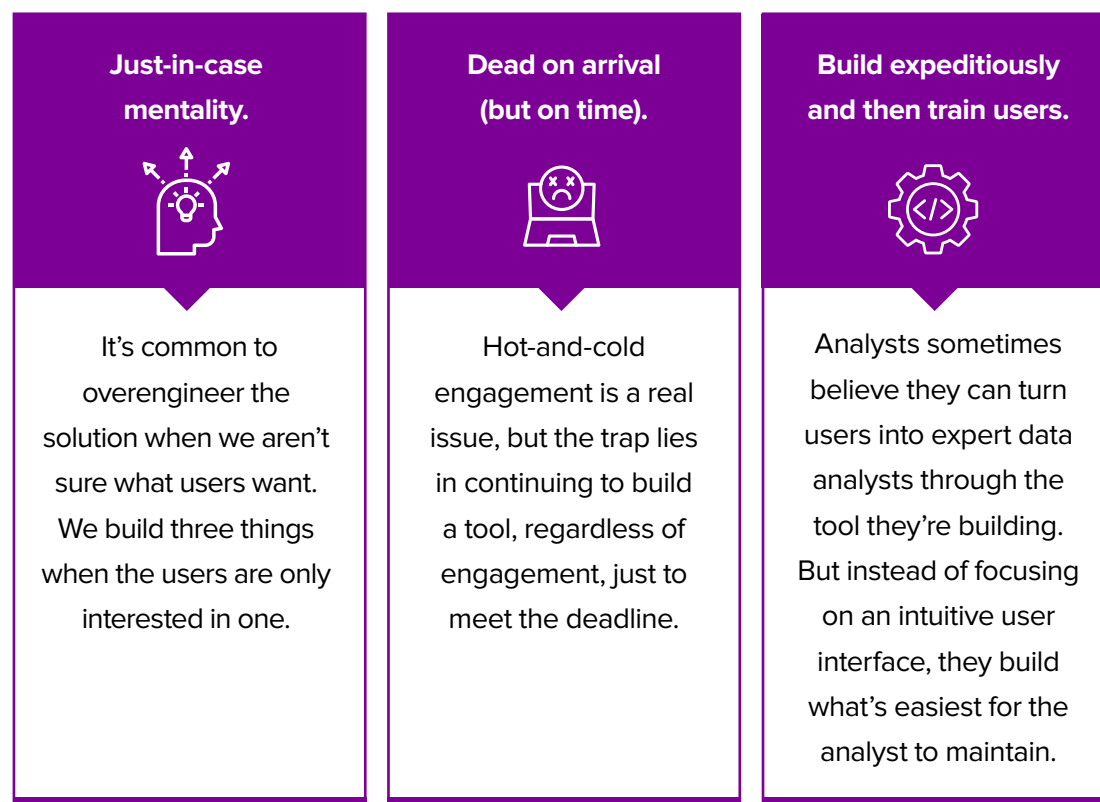 Just-in-case
mentality.
It’s common to
overengineer the
solution when we aren’t
sure what users want.
We build three things
when the users are only
interested in one.
Dead on arrival
(but on time).
Hot-and-cold
engagement is a real
issue, but the trap lies
in continuing to build
a tool, regardless of
engagement, just to
meet the deadline.
Build expeditiously
and then train users.
</>
Analysts sometimes
believe they can turn
users into expert data
analysts through the
tool they’re building.
But instead of focusing
on an intuitive user
interface, they build
what’s easiest for the
analyst to maintain.